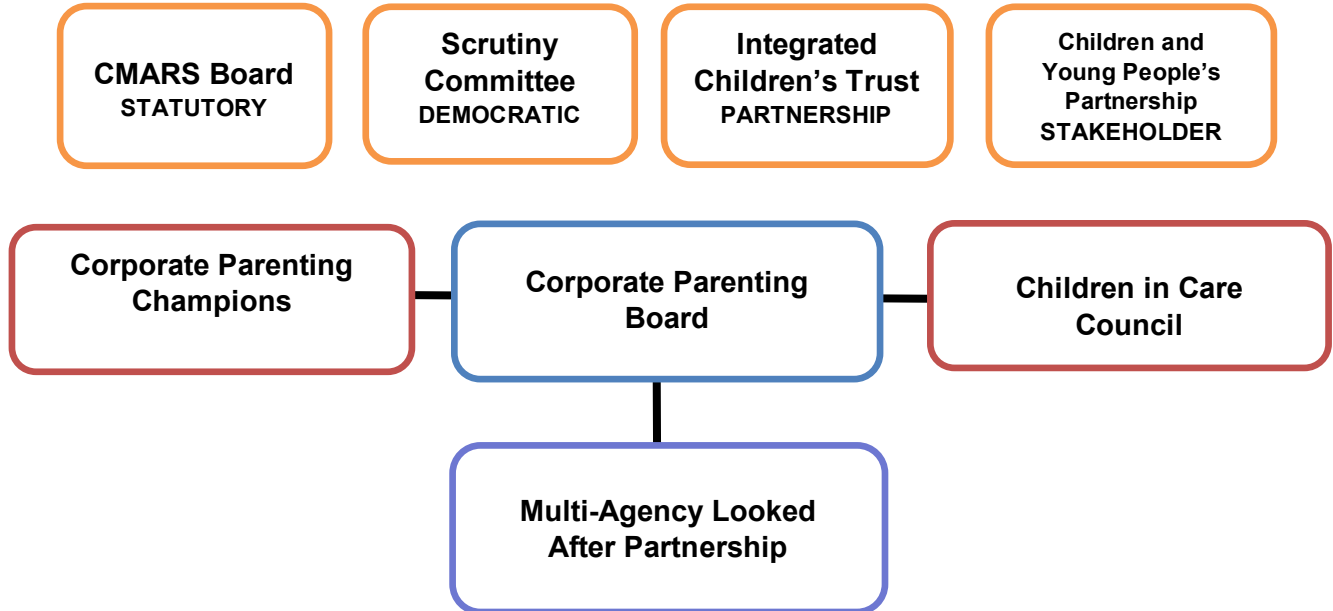 CMARS Board
STATUTORY
Scrutiny
Committee
DEMOCRATIC
Integrated
Children’s Trust
PARTNERSHIP
Children and
Young People’s
Partnership
STAKEHOLDER
Corporate Parenting
Champions
Corporate Parenting
Board
Children in Care
Council
Multi-Agency Looked
After Partnership